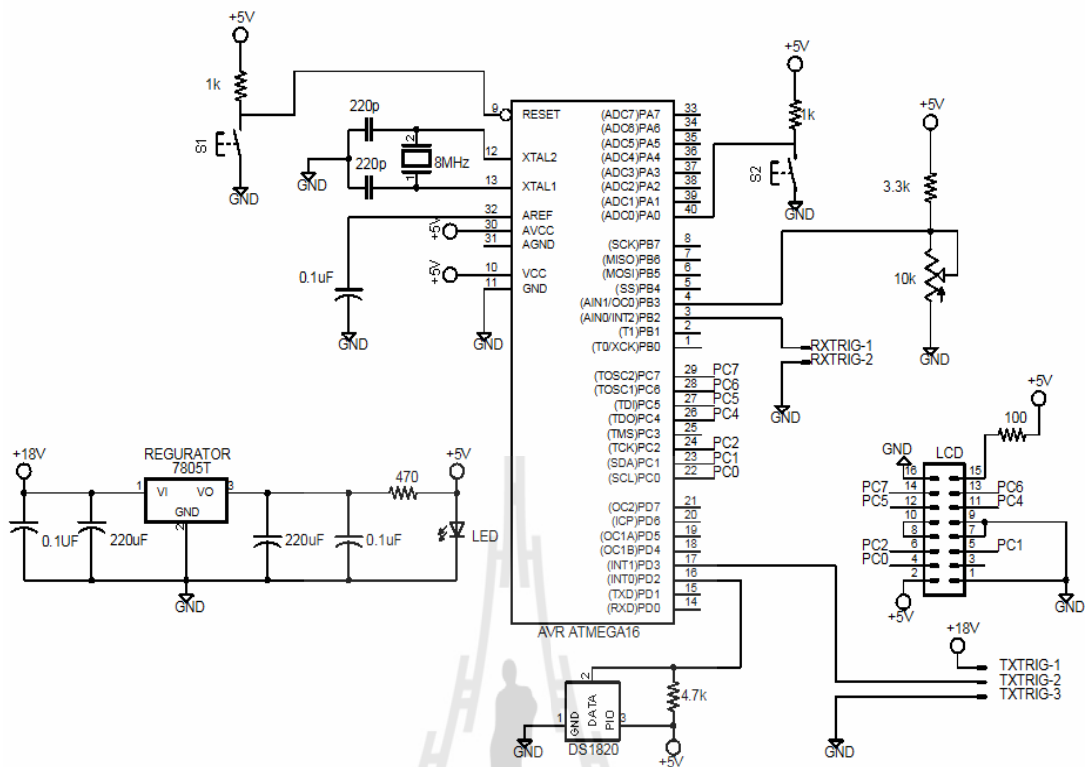 +5V
1k
S1
GND
220p
220p
GND
2
1
8MHz
9 RESET
12 XTAL2
13 XTAL1
32 AREF
30 AVCC
31 AGND
10 VCC
11 GND
+5V
+5V
0.1uF
GND
GND
(ADC7)PA7 33
(ADC6)PA6 34
(ADC5)PA5 35
(ADC4)PA4 36
(ADC3)PA3 37
(ADC2)PA2 38
(ADC1)PA1 39
(ADC0)PA0 40
(SCK)PB7 8
(MISO)PB6 7
(MOSI)PB5 6
(SS)PB4 5
(AIN1/OC0)PB3 4
(AIN0/INT2)PB2 3
(T1)PB1 2
(T0/XCK)PB0 1
(TOSC2)PC7 29 PC7
(TOSC1)PC6 28 PC6
(TDI)PC5 27 PC5
(TDO)PC4 26 PC4
(TMS)PC3 25
(TCK)PC2 24 PC2
(SDA)PC1 23 PC1
(SCL)PC0 22 PC0
(OC2)PD7 21
(ICP)PD6 20
(OC1A)PD5 19
(OC1B)PD4 18
(INT1)PD3 17
(INT0)PD2 16
(TXD)PD1 15
(RXD)PD0 14
AVR ATMEGA16
+5V
1k
S2
GND
+5V
3.3k
10k
GND
RXTRIG-1
RXTRIG-2
GND
+5V
100
GND
LCD
16 15
PC7 14 13 PC6
PC5 12 11 PC4
10 9
8 7
PC2 6 5 PC1
PC0 4 3
2 1
+5V
GND
+18V
TXTRIG-1
TXTRIG-2
TXTRIG-3
GND
+18V
REGURATOR
7805T
1 VI VO 3
GND
2
0.1UF
220uF
220uF
0.1uF
470
+5V
LED
GND
2
1 GND DATA PIO 3
DS1820
4.7k
GND
+5V